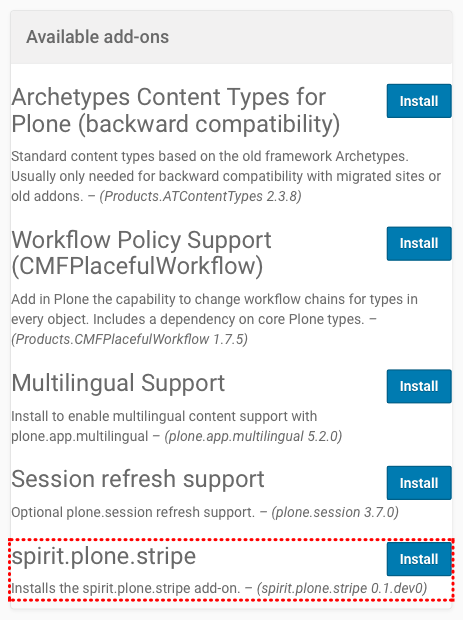 Available add-ons
Archetypes Content Types for
Install
Plone (backward compatibility)
Standard content types based on the old framework Archetypes.
Usually only needed for backward compatibility with migrated sites or
old addons. – (Products.ATContentTypes 2.3.8)
Workflow Policy Support
Install
(CMFPlacefulWorkflow)
Add in Plone the capability to change workflow chains for types in
every object. Includes a dependency on core Plone types. –
(Products.CMFPlacefulWorkflow 1.7.5)
Multilingual Support
Install
Install to enable multilingual content support with
plone.app.multilingual – (plone.app.multilingual 5.2.0)
Session refresh support
Install
Optional plone.session refresh support. – (plone.session 3.7.0)
spirit.plone.stripe
Install
Installs the spirit.plone.stripe add-on. – (spirit.plone.stripe 0.1.dev0)